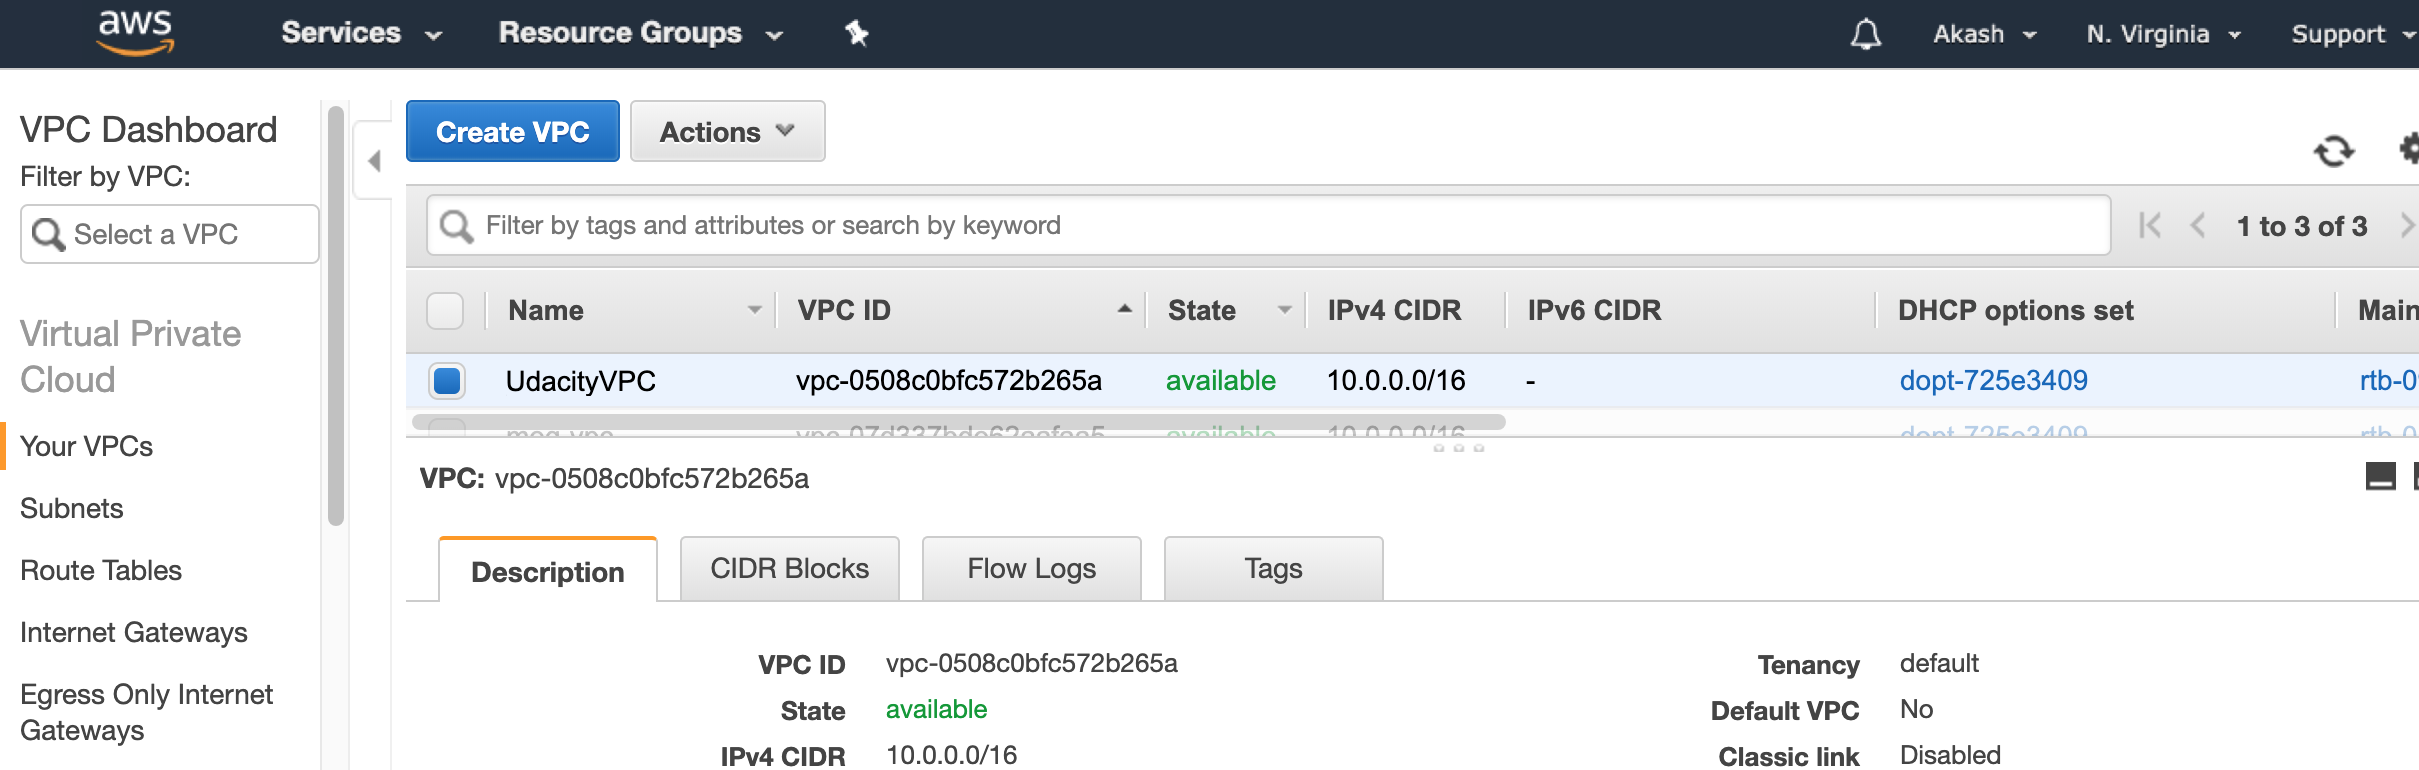 aws Services Resource Groups Akash N. Virginia Support
VPC Dashboard
Filter by VPC:
Select a VPC
Virtual Private
Cloud
Your VPCs
Subnets
Route Tables
Internet Gateways
Egress Only Internet
Gateways
Create VPC Actions
Filter by tags and attributes or search by keyword 1 to 3 of 3
Name VPC ID State IPv4 CIDR IPv6 CIDR DHCP options set Main
UdacityVPC vpc-0508c0bfc572b265a available 10.0.0.0/16 - dopt-725e3409 rtb-0
available 10.0.0.0/16 dopt-725e3409
VPC: vpc-0508c0bfc572b265a
Description CIDR Blocks Flow Logs Tags
VPC ID vpc-0508c0bfc572b265a Tenancy default
State available Default VPC No
IPv4 CIDR 10.0.0.0/16 Classic link Disabled